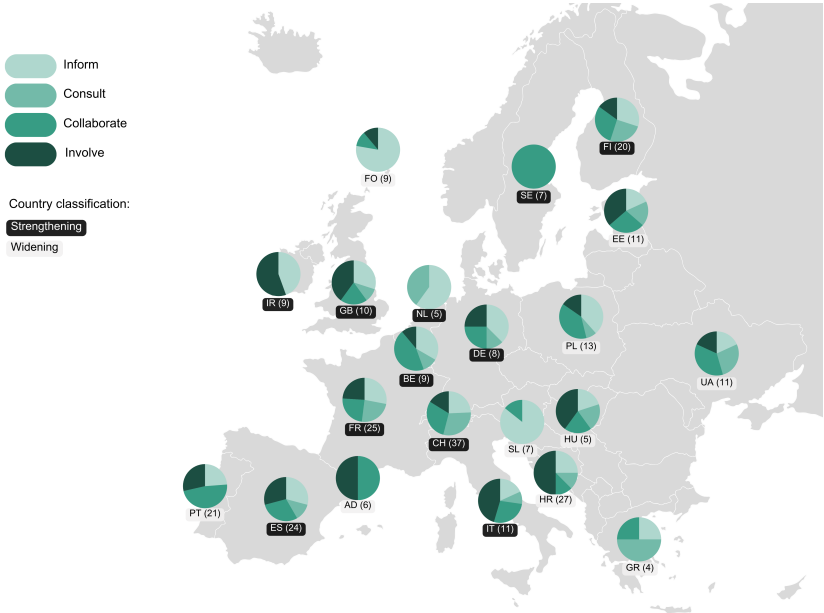 Inform
Consult
Collaborate
Involve
Country classification:
Strengthening
Widening
FI (20)
FO (9)
SE (7)
EE (11)
IR (9)
GB (10)
NL (5)
DE (8)
PL (13)
BE (9)
UA (11)
FR (25)
CH (37)
SL (7)
HU (5)
AD (6)
HR (27)
PT (21)
ES (24)
IT (11)
GR (4)